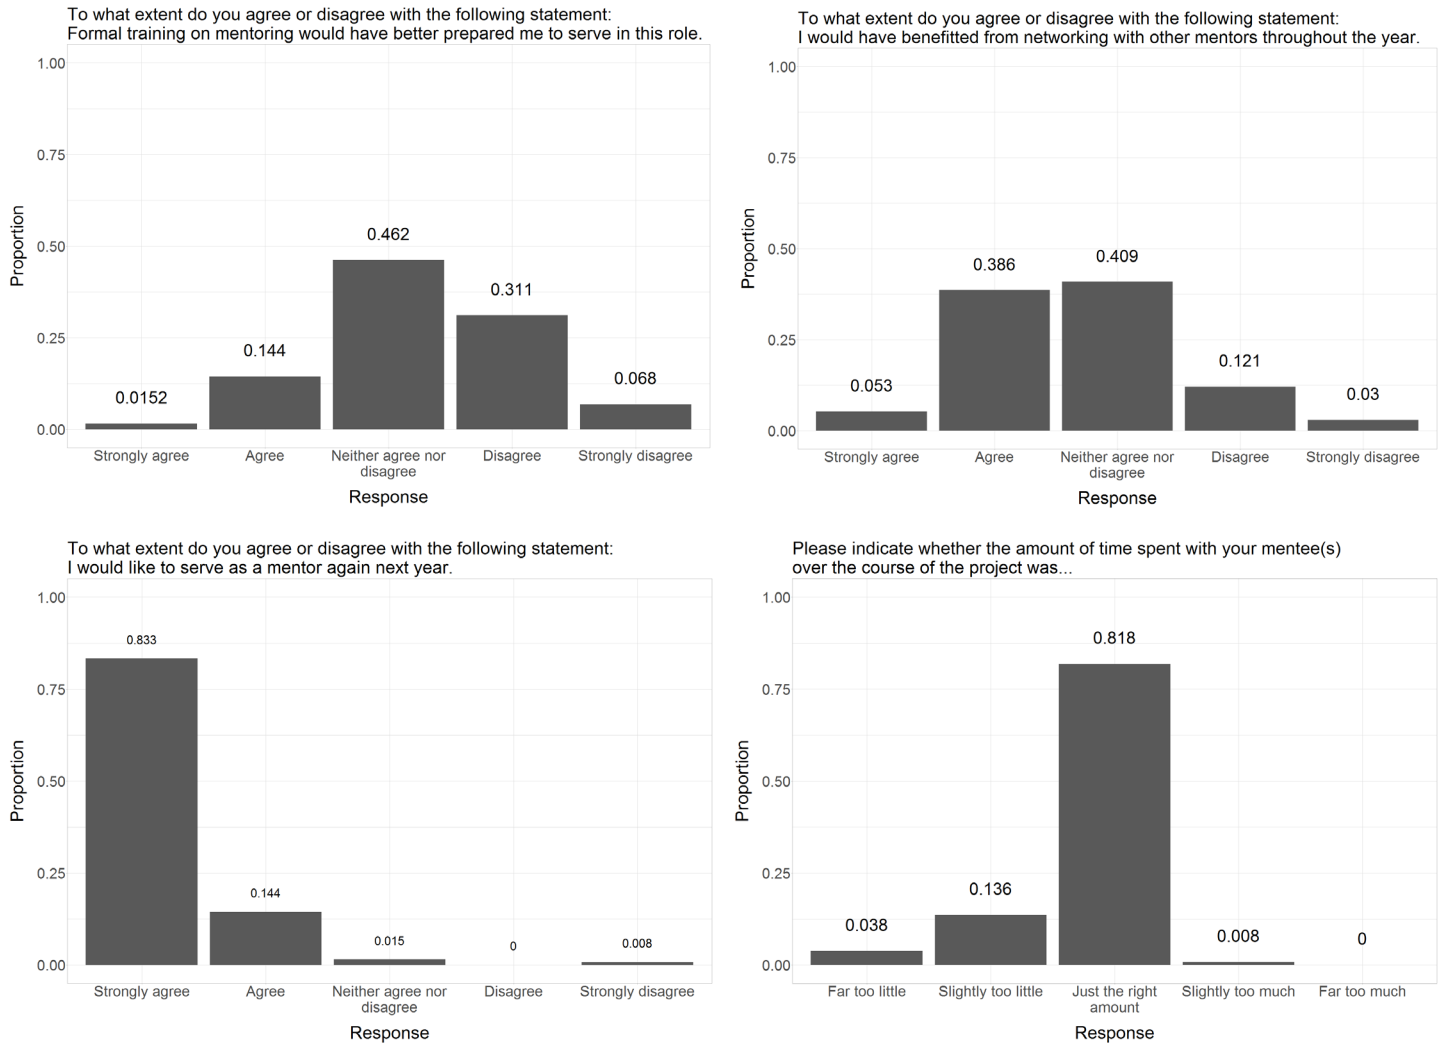 To what extent do you agree or disagree with the following statement:
Formal training on mentoring would have better prepared me to serve in this role.
1.00
0.75
0.50
0.25
0.00
Proportion
0.0152
0.144
0.462
0.311
0.068
Strongly agree
Agree
Neither agree nor
disagree
Disagree
Strongly disagree
Response
To what extent do you agree or disagree with the following statement:
I would have benefitted from networking with other mentors throughout the year.
1.00
0.75
0.50
0.25
0.00
Proportion
0.053
0.386
0.409
0.121
0.03
Strongly agree
Agree
Neither agree nor
disagree
Disagree
Strongly disagree
Response
To what extent do you agree or disagree with the following statement:
I would like to serve as a mentor again next year.
1.00
0.75
0.50
0.25
0.00
Proportion
0.833
0.144
0.015
0
0.008
Strongly agree
Agree
Neither agree nor
disagree
Disagree
Strongly disagree
Response
Please indicate whether the amount of time spent with your mentee(s)
over the course of the project was...
1.00
0.75
0.50
0.25
0.00
Proportion
0.038
0.136
0.818
0.008
0
Far too little
Slightly too little
Just the right
amount
Slightly too much
Far too much
Response